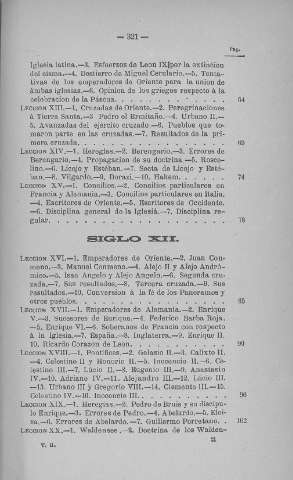 — 321 —
Pág.
Iglesia latina.—3. Esfuerzos de Leon IX por la extincion
del cisma.—4. Destierro de Miguel Cerulario.—5. Tenta-
tivas de los emperadores de Oriente para la union de
ámbas iglesias.—6. Opinion de los griegos respecto á la
celebracion de la Páscua. 54
LECCION XIII.—1. Cruzadas de Oriente.—2. Peregrinaciones
á Tierra Santa.—3 Pedro el Ermitaño.—4. Urbano II.—
5. Avanzadas del ejército cruzado —6. Pueblos que to-
maron parte en las cruzadas.—7. Resultados de la pri-
mera cruzada.
LECCION XIV.—1. Heregías.—2. Berengario.—3. Errores de
Berengario.—4. Propagacion de su doctrina —5. Rosce-
lino.—6. Licojo y Estéban.—7. Secta de Licojo y Esté-
ban.—8. Vilgardo.—9. Durazi.—10. Hakem. 74
LECCION XV.—1. Concilios.—2. Concilios particulares en
Francia y Alemania.—3. Concilios particulares en Italia.
—4. Escritores de Oriente.—5. Escritores de Occidente.
—6. Disciplina general de la Iglesia.—7. Disciplina re-
gular. 78
SIGLO XII.
LECCION XVI.—1. Emperadores de Oriente.—2. Juan Com-
neno.—3. Manuel Comneno.—4. Alejo II y Alejo Andró-
nico.—5. Isac Angelo y Alejo Angelo.—6. Segunda cru-
zada.—7. Sus resultados.—8. Tercera cruzada.—9. Sus
resultados.—10. Conversion á la fé de los Pomeranos y
otros pueblos. 85
LECCION XVII.—1. Emperadores de Alemania.—2. Enrique
V.—3. Sucesores de Enrique.—4. Federico Barba Roja.
—5. Enrique VI.—6. Soberanos de Francia con respecto
á la Iglesia.—7. España.—8. Inglaterra.—9. Enrique II.
10. Ricardo Corazon de Leon. 90
LECCION XVIII.—1. Pontífices.—2. Gelasio II.—3. Calixto II.
—4. Celestino II y Honorio II.—5. Inocencio II.—6. Ce-
lestino III.—7. Lúcio II.—8. Eugenio III.—9. Anastasio
IV.—10. Adriano IV.—11. Alejandro III.—12. Lúcio III.
—13. Urbano III y Gregorio VIII.—14. Clemente III.—15.
Celestino IV.—16. Inocencio III. 96
LECCION XIX.—1. Heregías.—2. Pedro de Bruis y su discípu-
lo Enrique.—3. Errores de Pedro.—4. Abelardo.—5. Eloi-
sa.—6. Errores de Abelardo.—7. Guillermo Porretano. 102
LECCION XX.—1. Waldenses.—2. Doctrina de los Walden-
T. II. 21